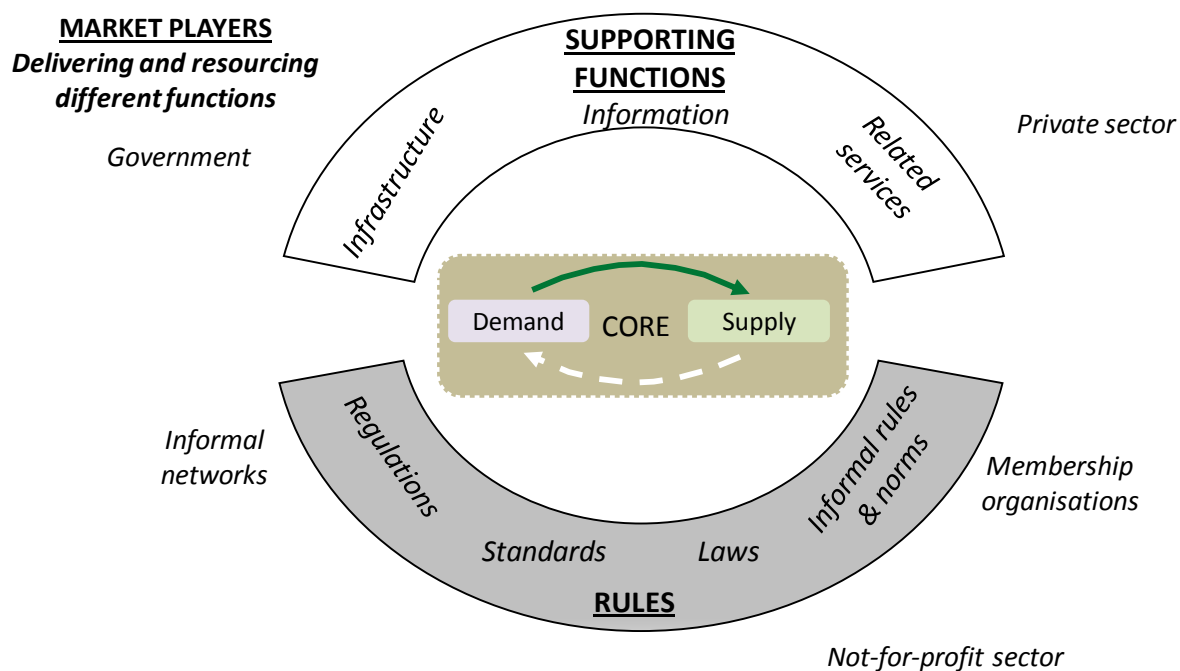 MARKET PLAYERS
Delivering and resourcing
different functions
Government
SUPPORTING
FUNCTIONS
Information
Infrastructure
Related
services
Private sector
Demand
CORE
Supply
Informal
networks
Regulations
Standards
Laws
Informal rules
& norms
RULES
Membership
organisations
Not-for-profit sector